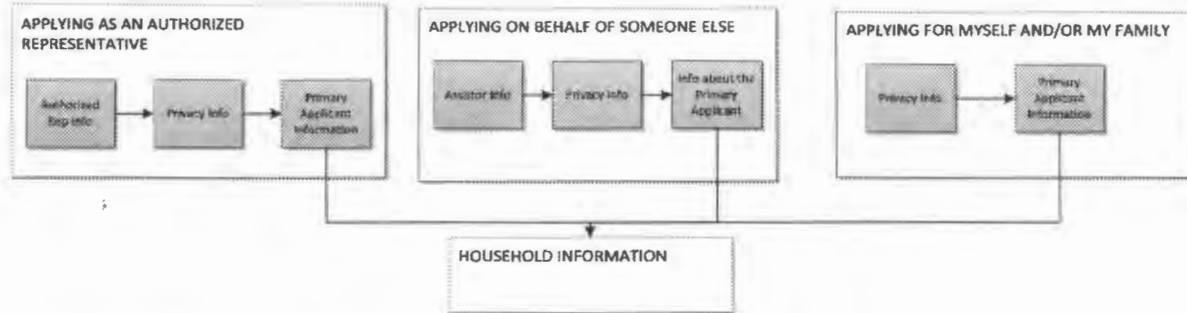 APPLYING AS AN AUTHORIZED
REPRESENTATIVE
Authorized
Rep Info
Privacy Info
Primary
Applicant
Information
APPLYING ON BEHALF OF SOMEONE ELSE
Assistor Info
Privacy Info
Info about the
Primary
Applicant
APPLYING FOR MYSELF AND/OR MY FAMILY
Privacy Info
Primary
Applicant
Information
HOUSEHOLD INFORMATION